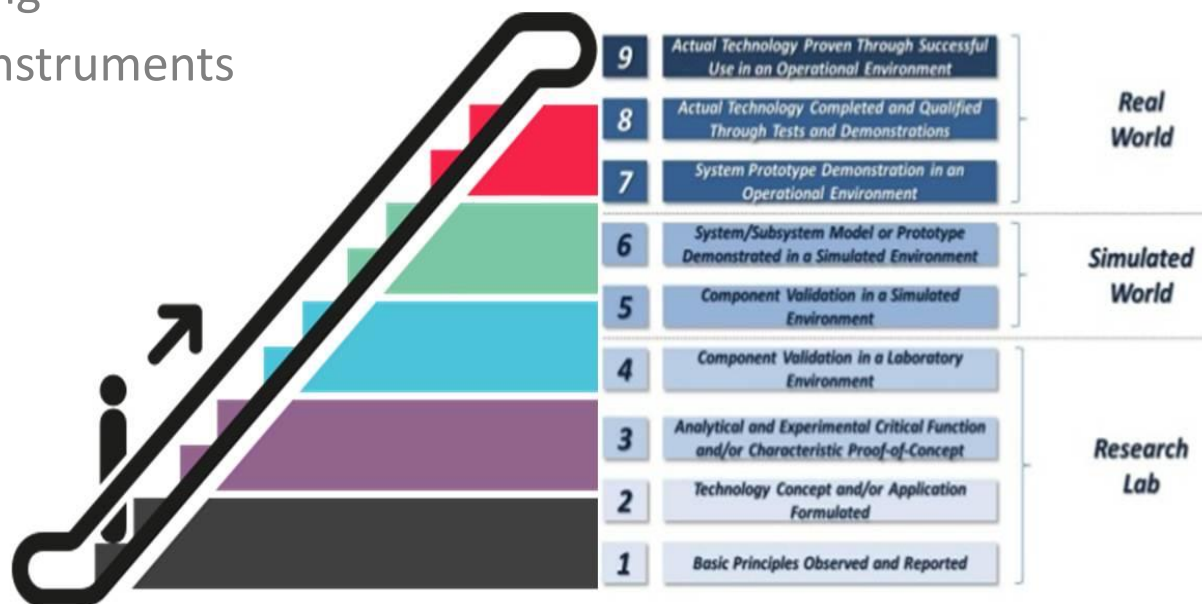 nstruments
9
Actual Technology Proven Through Successful
Use in an Operational Environment
8
Actual Technology Completed and Qualified
Through Tests and Demonstrations
7
System Prototype Demonstration in an
Operational Environment
Real
World
6
System/Subsystem Model or Prototype
Demonstrated in a Simulated Environment
5
Component Validation in a Simulated
Environment
Simulated
World
4
Component Validation in a Laboratory
Environment
3
Analytical and Experimental Critical Function
and/or Characteristic Proof-of-Concept
2
Technology Concept and/or Application
Formulated
1
Basic Principles Observed and Reported
Research
Lab